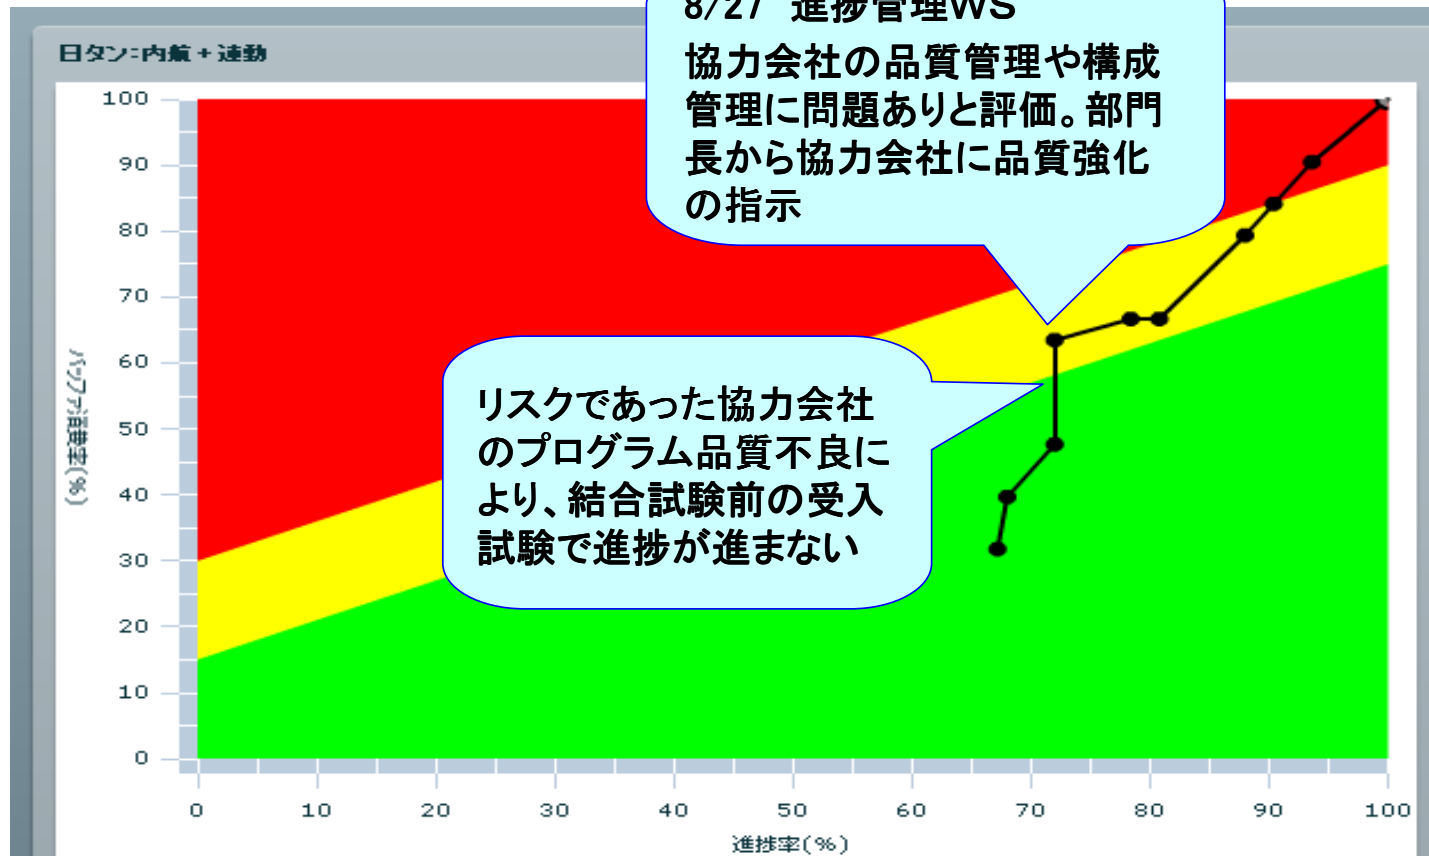 8/27 進捗管理WS
日タン:内航+連動
協力会社の品質管理や構成
管理に問題ありと評価。部門
長から協力会社に品質強化
の指示
リスクであった協力会社
のプログラム品質不良に
より、結合試験前の受入
試験で進捗が進まない
バッファ消費率(%)
100
90
80
70
60
50
40
30
20
10
0
0 10 20 30 40 50 60 70 80 90 100
進捗率(%)